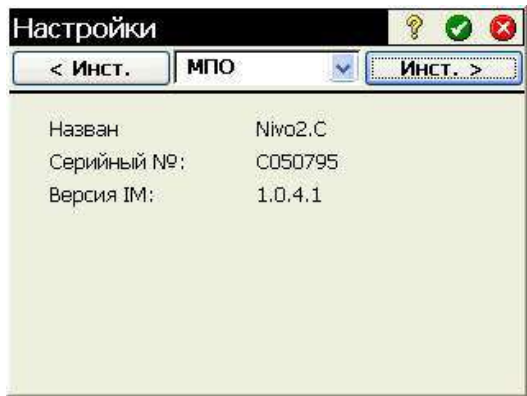 Настройки
< Инст. МПО Инст. >
Назван Nivo2.C
Серийный №: C050795
Версия IM: 1.0.4.1